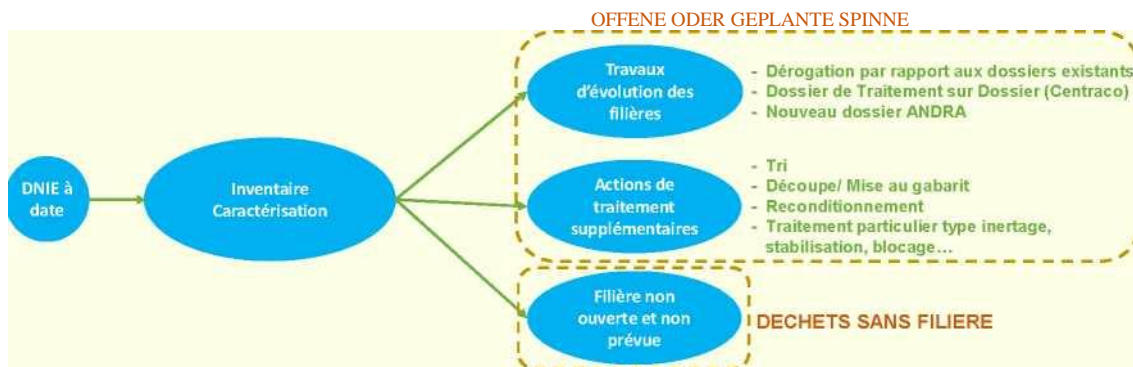 OFFENE ODER GEPLANTE SPINNE
Travaux
d'évolution des
filières
- Dérogation par rapport aux dossiers existants
- Dossier de Traitement sur Dossier (Centraco)
- Nouveau dossier ANDRA
DNIE à
date
Inventaire
Caractérisation
Actions de
traitement
supplémentaires
- Tri
- Découpe/ Mise au gabarit
- Reconditionnement
- Traitement particulier type inertage,
stabilisation, blocage...
Filière non
ouverte et non
prévue
DECHETS SANS FILIERE